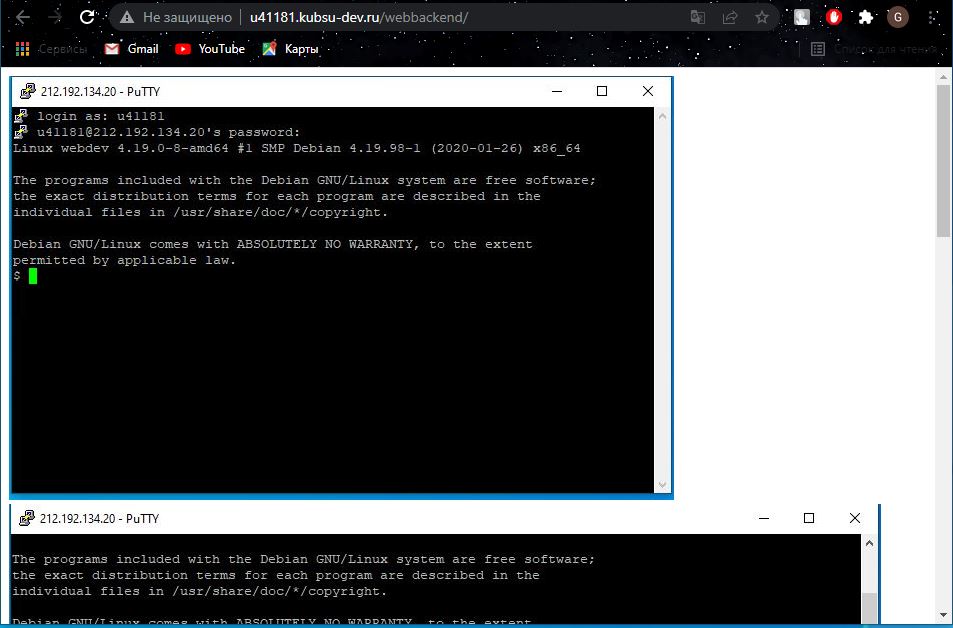 Не защищено u41181.kubsu-dev.ru/webbackend/ G
Сервисы Gmail YouTube Карты Список для чтения
212.192.134.20 - PuTTY
login as: u41181
u41181@212.192.134.20's password:
Linux webdev 4.19.0-8-amd64 #1 SMP Debian 4.19.98-1 (2020-01-26) x86_64
The programs included with the Debian GNU/Linux system are free software;
the exact distribution terms for each program are described in the
individual files in /usr/share/doc/*/copyright.
Debian GNU/Linux comes with ABSOLUTELY NO WARRANTY, to the extent
permitted by applicable law.
$
212.192.134.20 - PuTTY
The programs included with the Debian GNU/Linux system are free software;
the exact distribution terms for each program are described in the
individual files in /usr/share/doc/*/copyright.
Debian GNU/Linux comes with ABSOLUTELY NO WARRANTY, to the extent